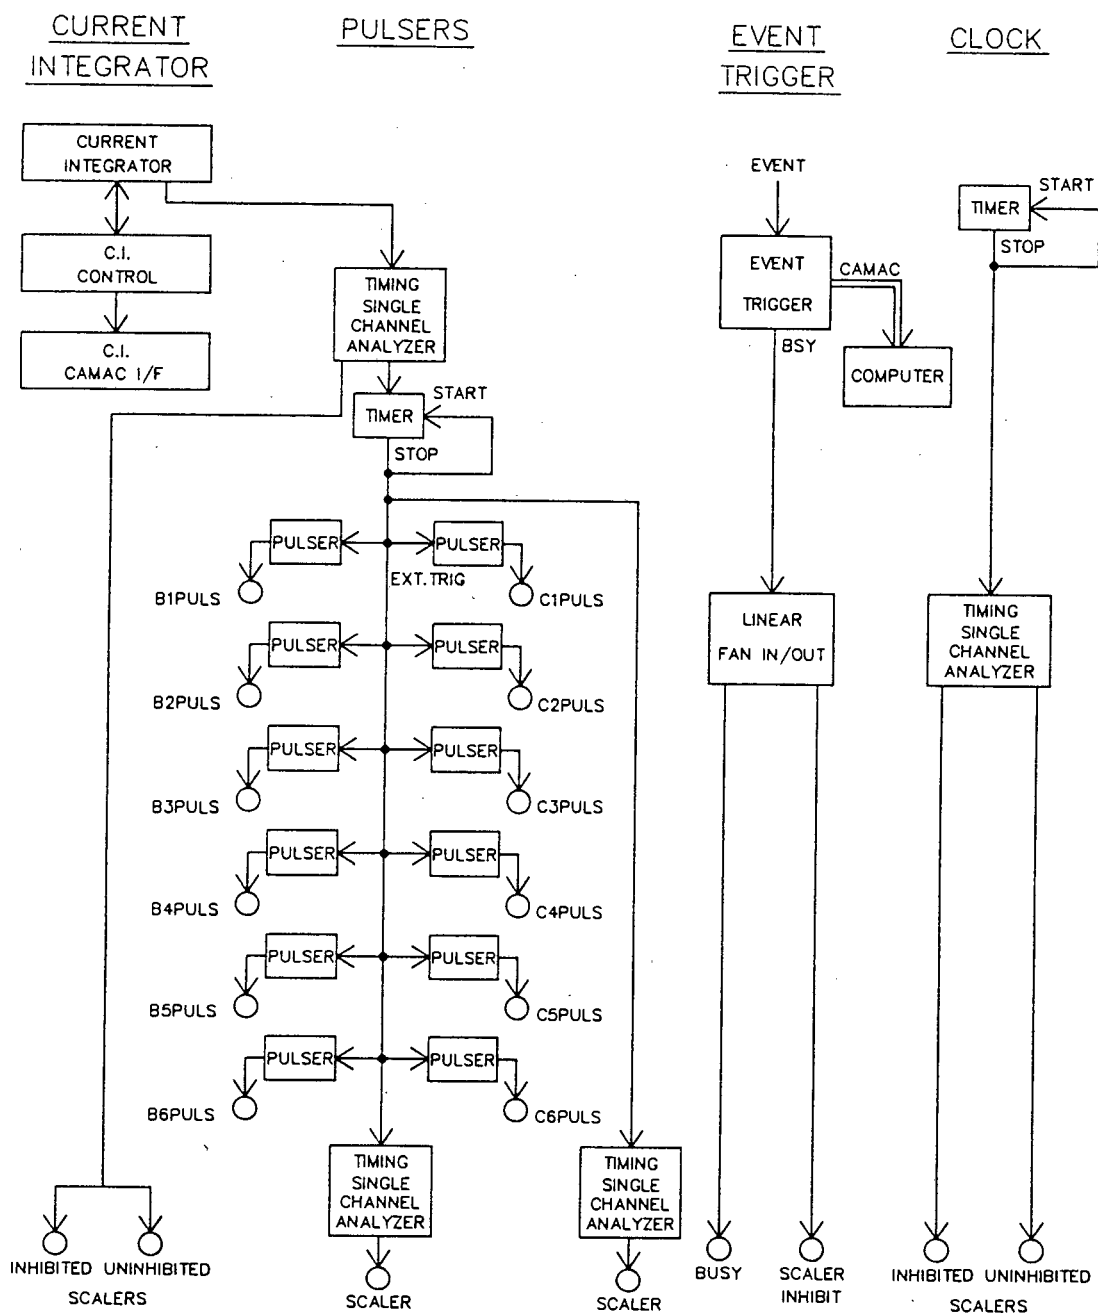 CURRENT
INTEGRATOR
PULSERS
EVENT
TRIGGER
CLOCK
CURRENT
INTEGRATOR
C.I.
CONTROL
C.I.
CAMAC I/F
TIMING
SINGLE
CHANNEL
ANALYZER
START
TIMER
STOP
PULSER
PULSER
EXT.TRIG
B1PULS
C1PULS
PULSER
PULSER
B2PULS
C2PULS
PULSER
PULSER
B3PULS
C3PULS
PULSER
PULSER
B4PULS
C4PULS
PULSER
PULSER
B5PULS
C5PULS
PULSER
PULSER
B6PULS
C6PULS
TIMING
SINGLE
CHANNEL
ANALYZER
TIMING
SINGLE
CHANNEL
ANALYZER
INHIBITED UNINHIBITED
SCALERS
SCALER
SCALER
EVENT
EVENT
TRIGGER
CAMAC
BSY
COMPUTER
LINEAR
FAN IN/OUT
BUSY
SCALER
INHIBIT
START
TIMER
STOP
TIMING
SINGLE
CHANNEL
ANALYZER
INHIBITED UNINHIBITED
SCALERS